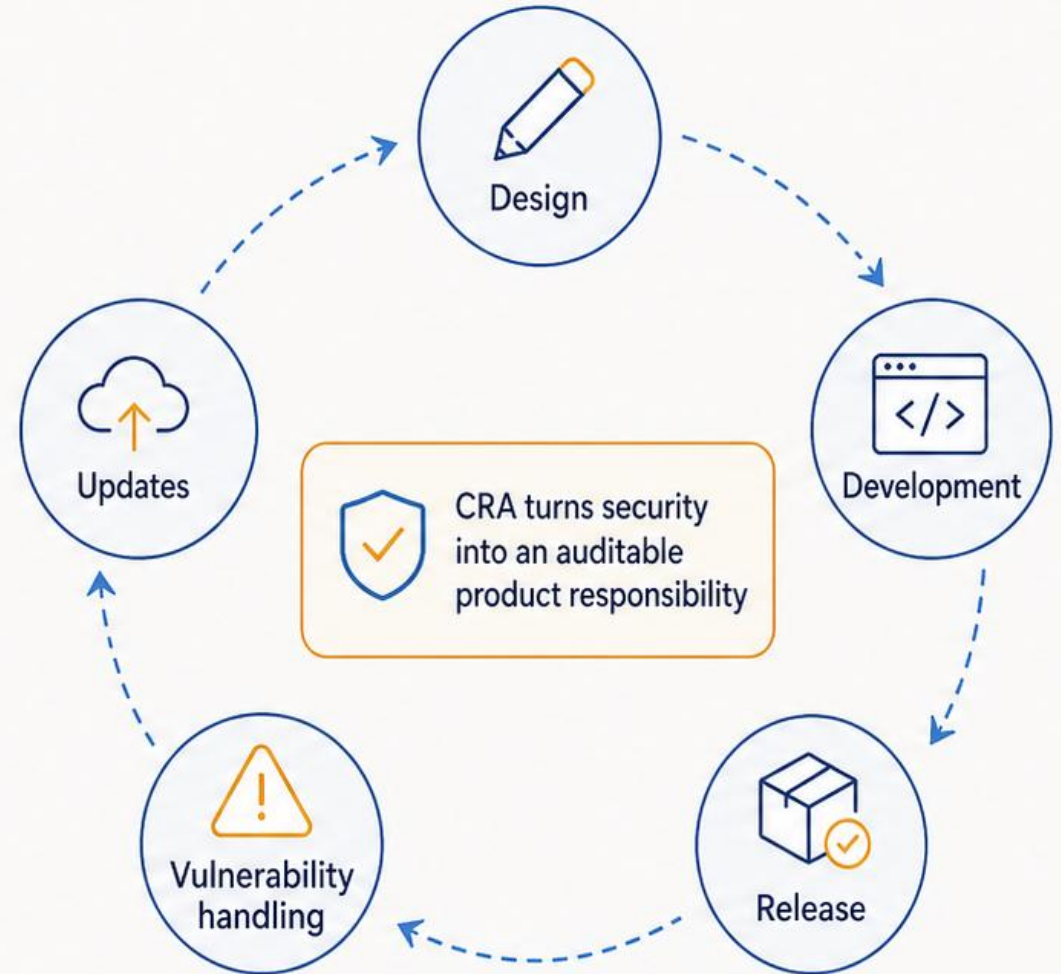 Design
Development
Release
Vulnerability
handling
Updates
CRA turns security
into an auditable
product responsibility